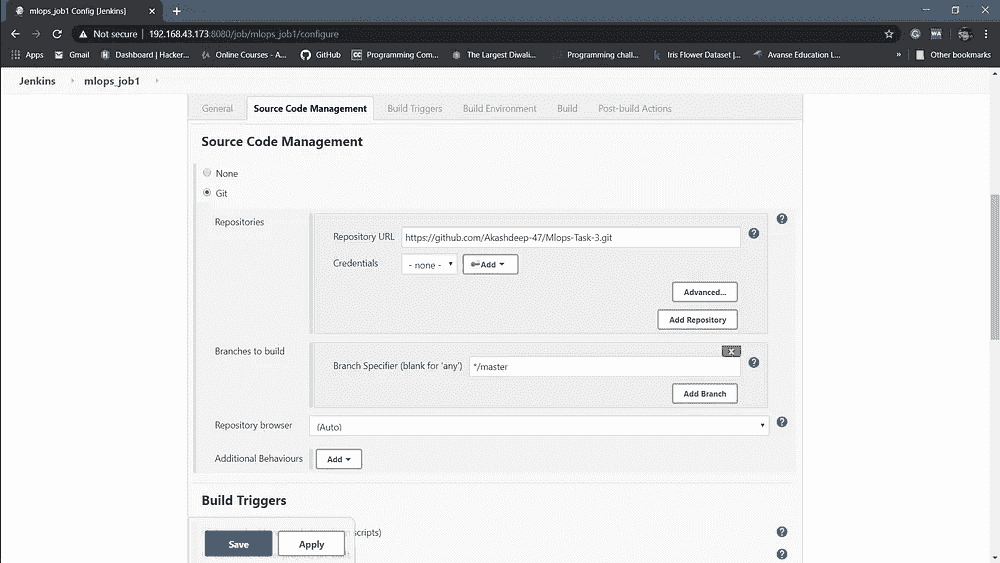 mlops_job1 Config [Jenkins]
Not secure | 192.168.43.173:8080/job/mlops_job1/configure
Apps Gmail Dashboard | Hacker... Online Courses - A... GitHub Programming Com... The Largest Diwali... Programming chall... Iris Flower Dataset |... Avanse Education L... » Other bookmarks
Jenkins mlops_job1
General Source Code Management Build Triggers Build Environment Build Post-build Actions
Source Code Management
None
Git
Repositories
Repository URL https://github.com/Akashdeep-47/Mlops-Task-3.git
Credentials - none - Add
Advanced...
Add Repository
Branches to build
X
Branch Specifier (blank for 'any') */master
Add Branch
Repository browser (Auto)
Additional Behaviours Add
Build Triggers
scripts)
Save Apply